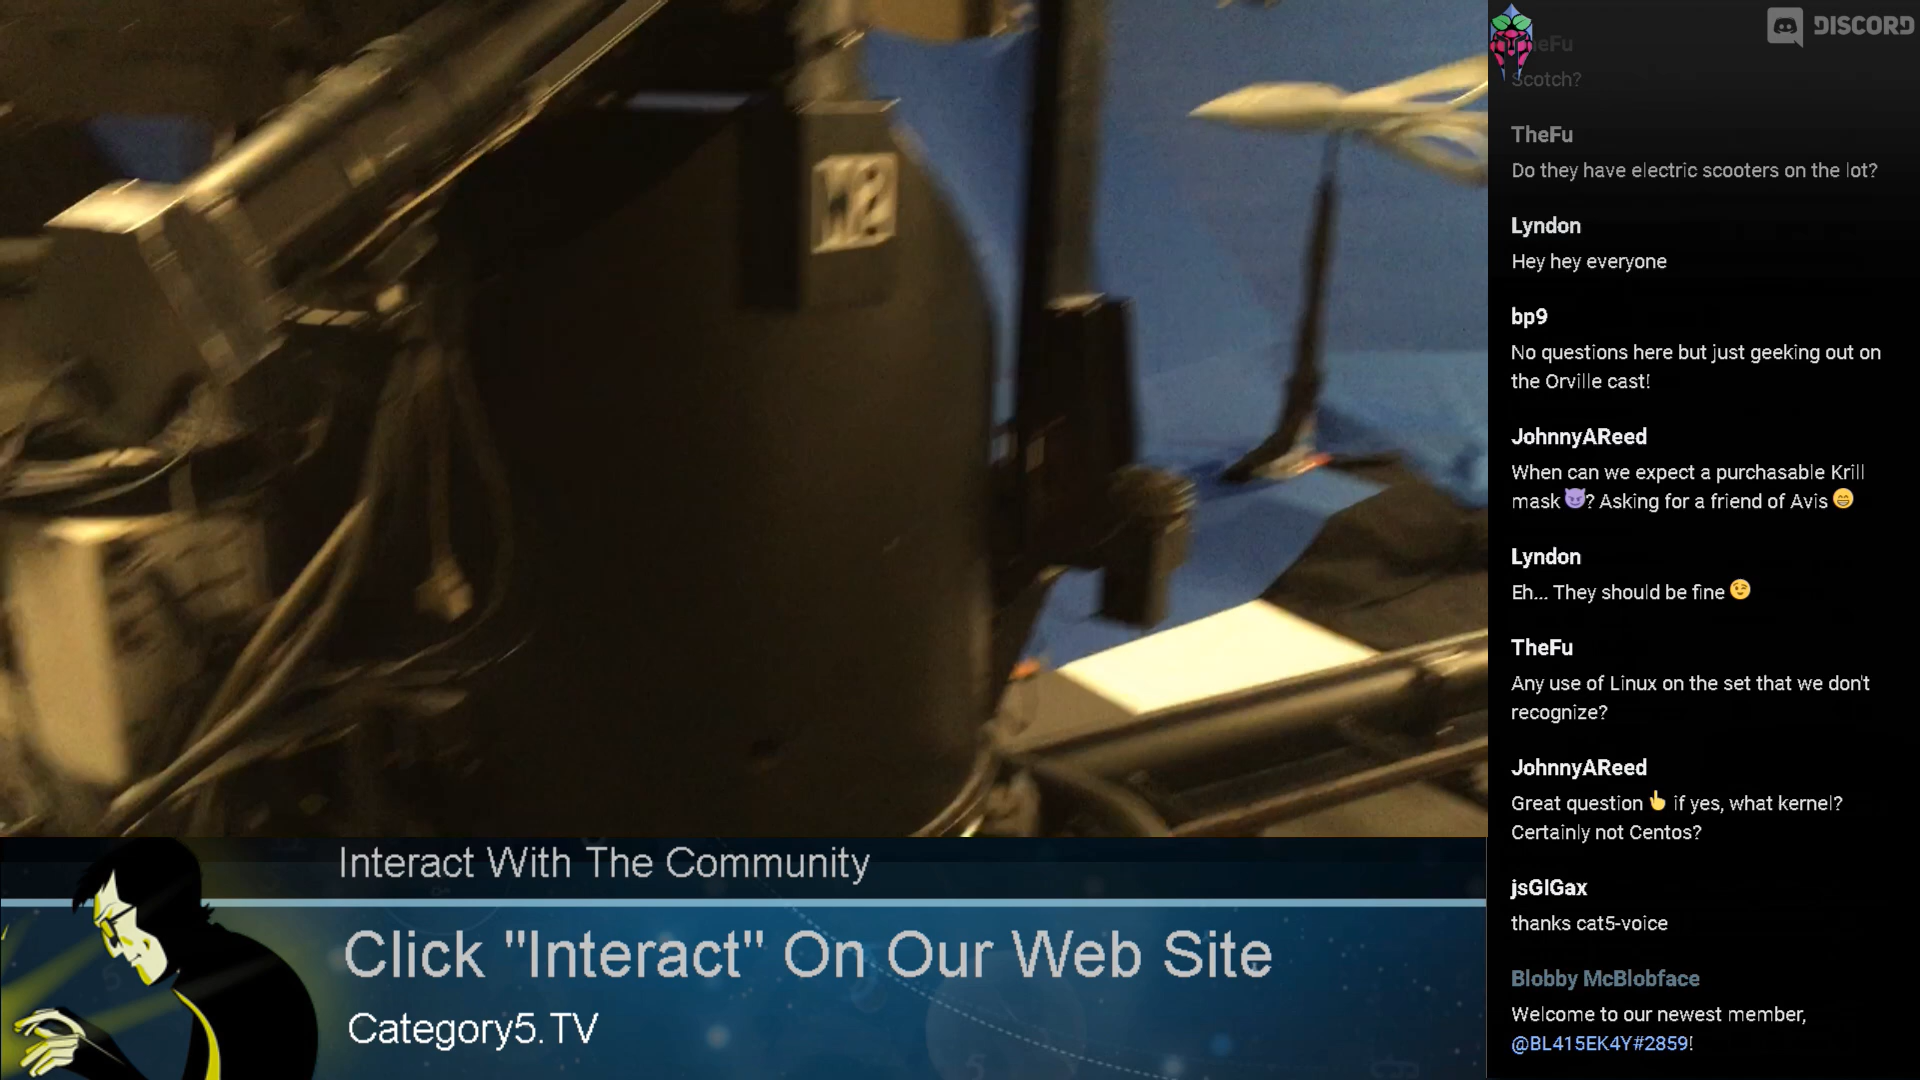 W2
DISCORD
TheFu
Scotch?
TheFu
Do they have electric scooters on the lot?
Lyndon
Hey hey everyone
bp9
No questions here but just geeking out on
the Orville cast!
JohnnyAReed
When can we expect a purchasable Krill
mask 😈? Asking for a friend of Avis 😁
Lyndon
Eh... They should be fine 😉
TheFu
Any use of Linux on the set that we don't
recognize?
JohnnyAReed
Great question 👆 if yes, what kernel?
Certainly not Centos?
jsGIGax
thanks cat5-voice
Blobby McBlobface
Welcome to our newest member,
@BL415EK4Y#2859!
Interact With The Community
Click "Interact" On Our Web Site
Category5.TV